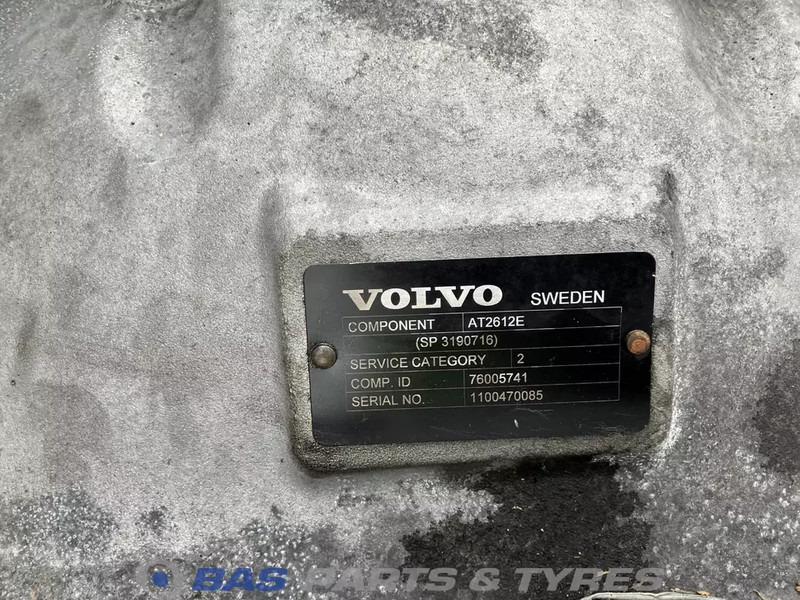 VOLVO SWEDEN
COMPONENT AT2612E
(SP 3190716)
SERVICE CATEGORY 2
COMP. ID 76005741
SERIAL NO. 1100470085
BAS PARTS & TYRES